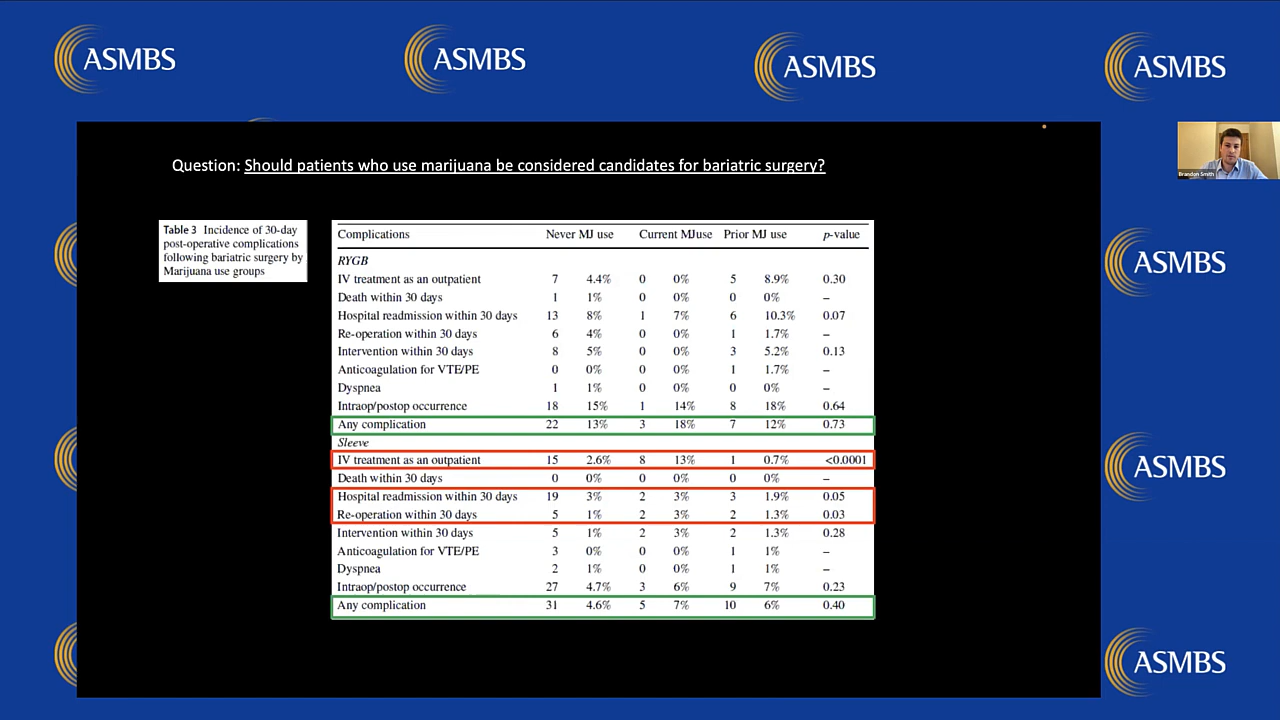 ASMBS
ASMBS
ASMBS
ASMBS
Question: Should patients who use marijuana be considered candidates for bariatric surgery?
Brandon Smith
Table 3 Incidence of 30-day
post-operative complications
following bariatric surgery by
Marijuana use groups
Complications Never MJ use Current MJuse Prior MJ use p-value
RYGB
IV treatment as an outpatient 7 4.4% 0 0% 5 8.9% 0.30
Death within 30 days 1 1% 0 0% 0 0% –
Hospital readmission within 30 days 13 8% 1 7% 6 10.3% 0.07
Re-operation within 30 days 6 4% 0 0% 1 1.7% –
Intervention within 30 days 8 5% 0 0% 3 5.2% 0.13
Anticoagulation for VTE/PE 0 0% 0 0% 1 1.7% –
Dyspnea 1 1% 0 0% 0 0% –
Intraop/postop occurrence 18 15% 1 14% 8 18% 0.64
Any complication 22 13% 3 18% 7 12% 0.73
Sleeve
IV treatment as an outpatient 15 2.6% 8 13% 1 0.7% <0.0001
Death within 30 days 0 0% 0 0% 0 0% –
Hospital readmission within 30 days 19 3% 2 3% 3 1.9% 0.05
Re-operation within 30 days 5 1% 2 3% 2 1.3% 0.03
Intervention within 30 days 5 1% 2 3% 2 1.3% 0.28
Anticoagulation for VTE/PE 3 0% 0 0% 1 1% –
Dyspnea 2 1% 0 0% 1 1% –
Intraop/postop occurrence 27 4.7% 3 6% 9 7% 0.23
Any complication 31 4.6% 5 7% 10 6% 0.40
ASMBS
ASMBS
ASMBS